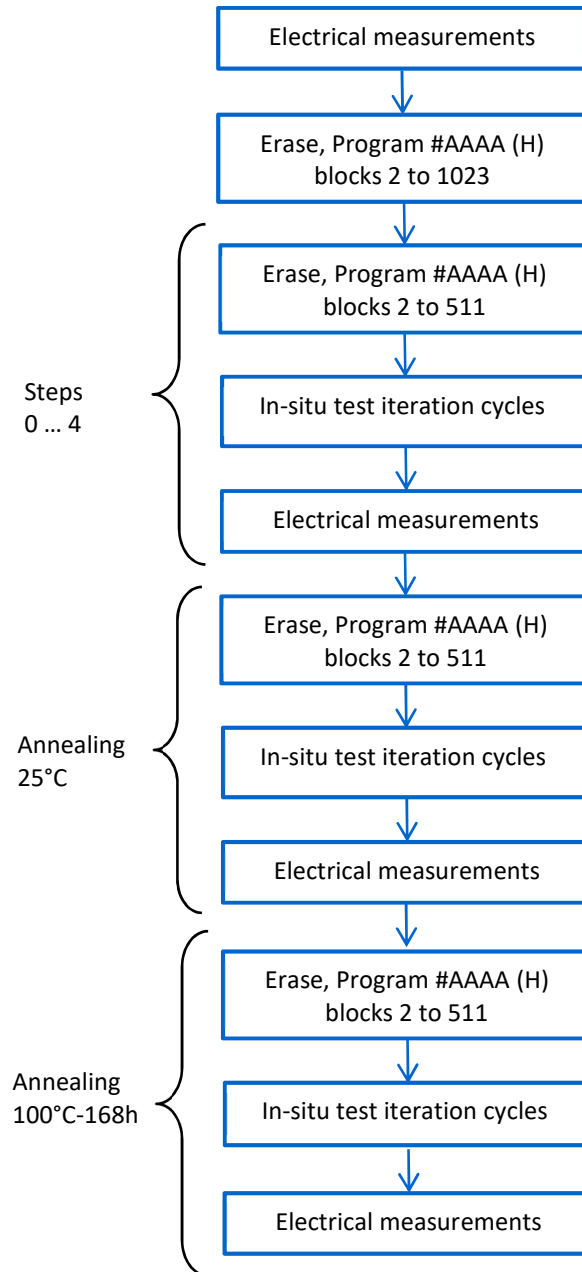 Electrical measurements
Erase, Program #AAAA (H)
blocks 2 to 1023
Steps
0 ... 4
Erase, Program #AAAA (H)
blocks 2 to 511
In-situ test iteration cycles
Electrical measurements
Annealing
25°C
Erase, Program #AAAA (H)
blocks 2 to 511
In-situ test iteration cycles
Electrical measurements
Annealing
100°C-168h
Erase, Program #AAAA (H)
blocks 2 to 511
In-situ test iteration cycles
Electrical measurements